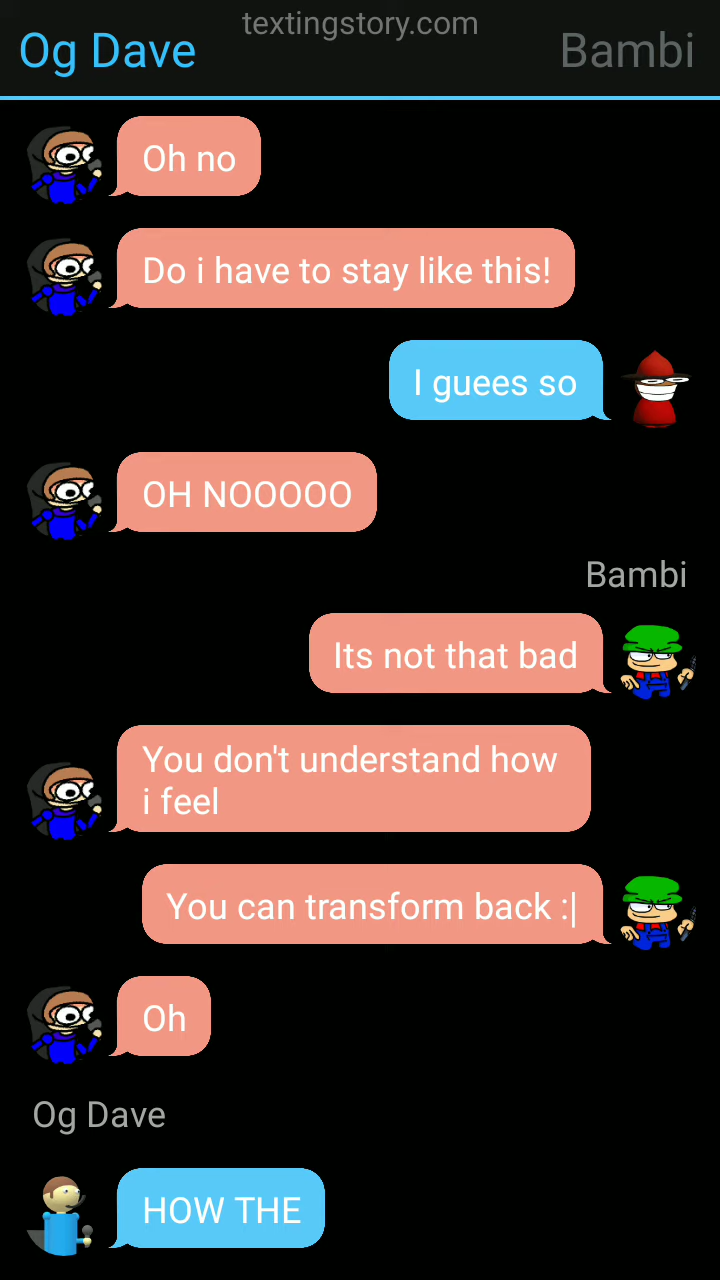 textingstory.com
Og Dave
Bambi
Oh no
Do i have to stay like this!
I guees so
OH NOOOOO
Bambi
Its not that bad
You don't understand how
i feel
You can transform back :|
Oh
Og Dave
HOW THE